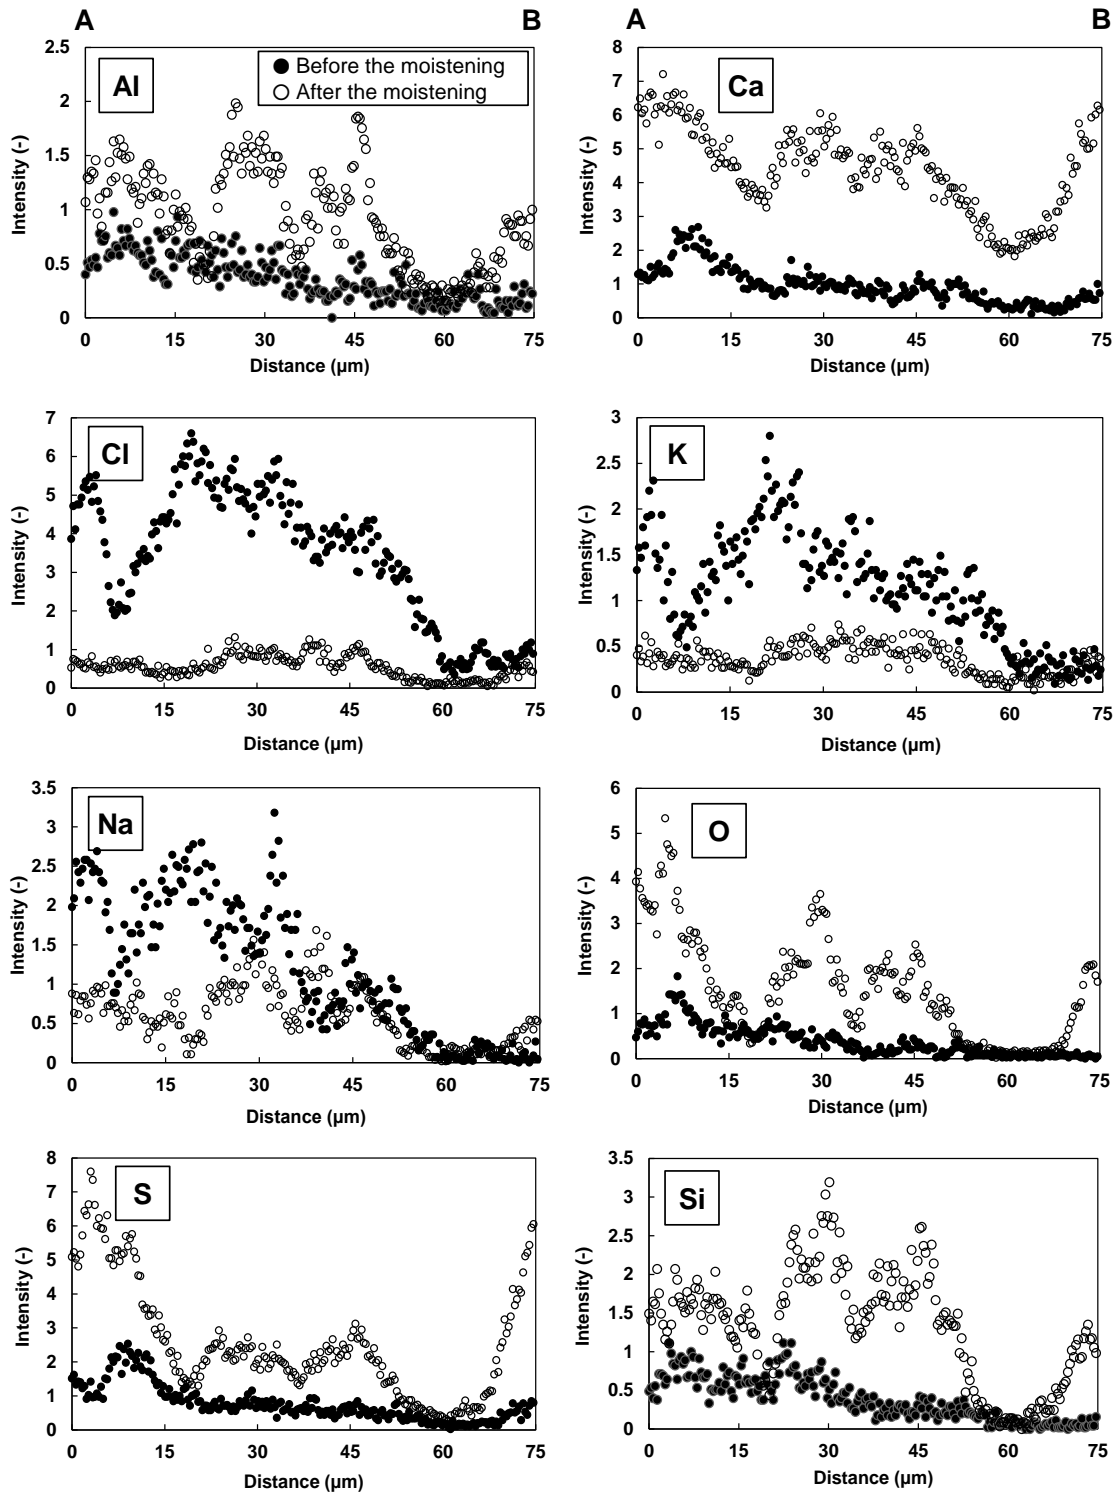 A B A B
Al
Before the moistening
After the moistening
Intensity (-)
2.5
2
1.5
1
0.5
0
0 15 30 45 60 75
Distance (μm)
Ca
Intensity (-)
8
7
6
5
4
3
2
1
0
0 15 30 45 60 75
Distance (μm)
Cl
Intensity (-)
7
6
5
4
3
2
1
0
0 15 30 45 60 75
Distance (μm)
K
Intensity (-)
3
2.5
2
1.5
1
0.5
0
0 15 30 45 60 75
Distance (μm)
Na
Intensity (-)
3.5
3
2.5
2
1.5
1
0.5
0
0 15 30 45 60 75
Distance (μm)
O
Intensity (-)
6
5
4
3
2
1
0
0 15 30 45 60 75
Distance (μm)
S
Intensity (-)
8
7
6
5
4
3
2
1
0
0 15 30 45 60 75
Distance (μm)
Si
Intensity (-)
3.5
3
2.5
2
1.5
1
0.5
0
0 15 30 45 60 75
Distance (μm)